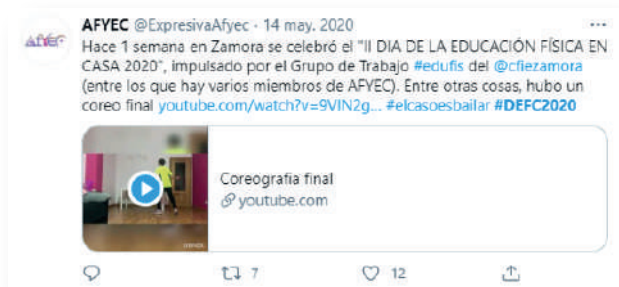 AFYEC
AFYEC @ExpresivaAfyec · 14 may. 2020
Hace 1 semana en Zamora se celebró el "II DIA DE LA EDUCACIÓN FÍSICA EN
CASA 2020", impulsado por el Grupo de Trabajo #edufis del @cfiezamora
(entre los que hay varios miembros de AFYEC). Entre otras cosas, hubo un
coreo final youtube.com/watch?v=9VIN2g... #elcasoesbailar #DEFC2020
Coreografia final
youtube.com
7
12